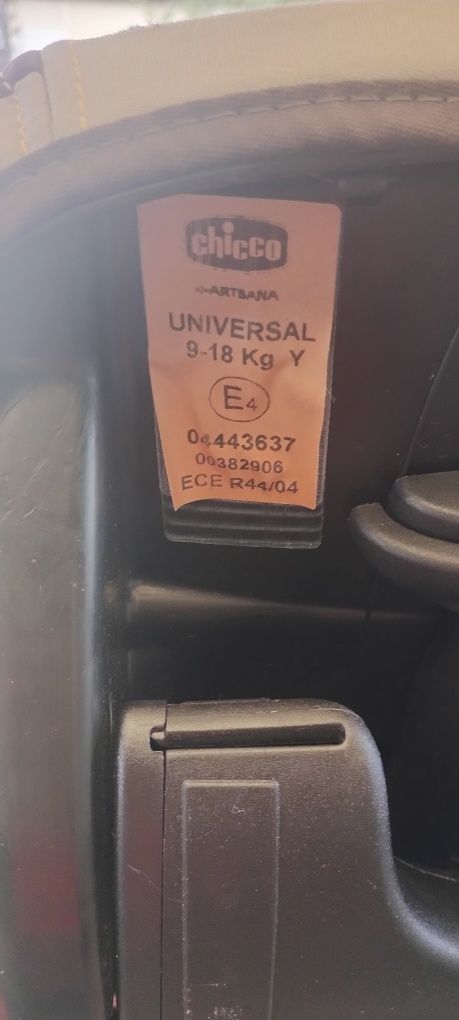 chicco
ARTSANA
UNIVERSAL
9-18 Kg Y
E4
04443637
00382906
ECE R44/04